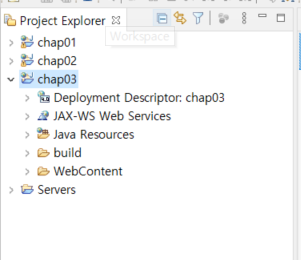 Project Explorer
Workspace
chap01
chap02
chap03
Deployment Descriptor: chap03
JAX-WS Web Services
Java Resources
build
WebContent
Servers